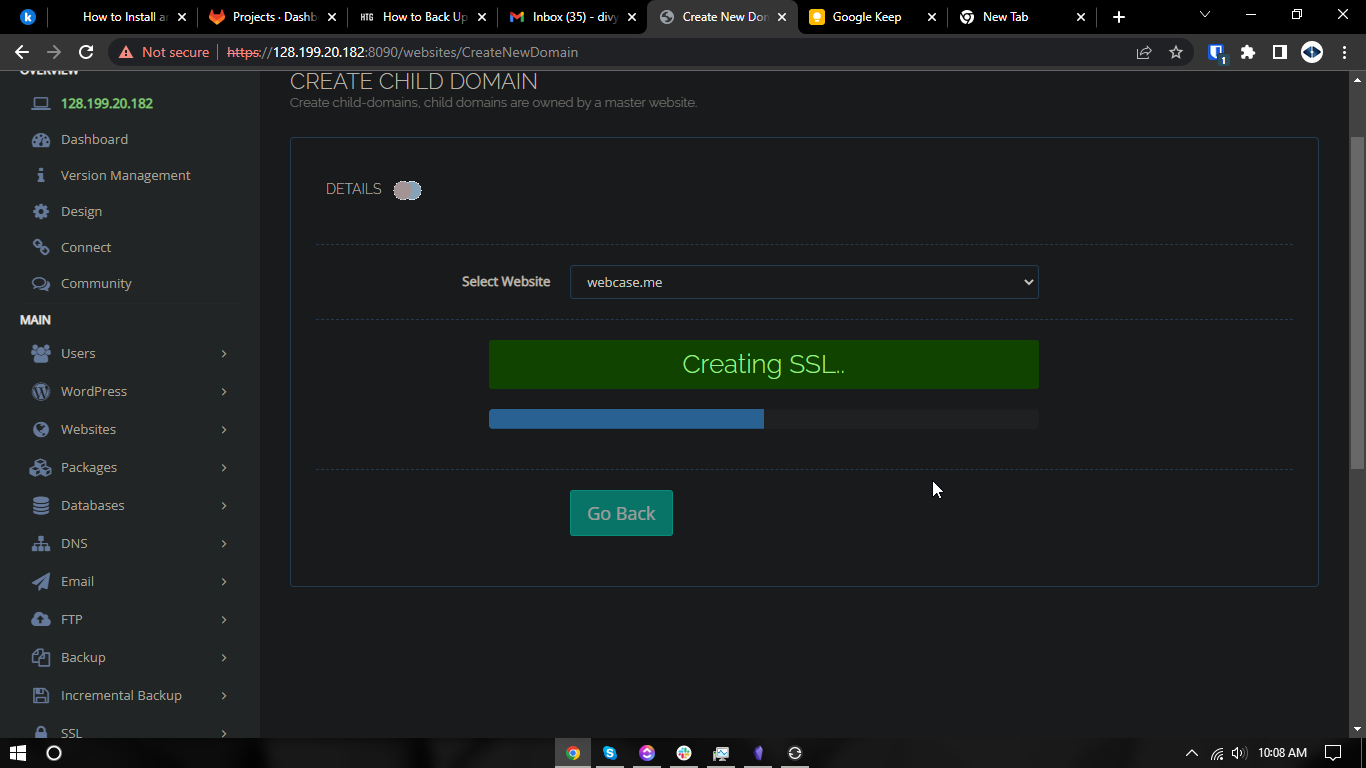 How to Install ar
Projects · Dashb
HTG
How to Back Up
Inbox (35) - divy
Create New Dom
Google Keep
New Tab
Not secure
https://128.199.20.182:8090/websites/CreateNewDomain
1
OVERVIEW
128.199.20.182
Dashboard
Version Management
Design
Connect
Community
MAIN
Users
WordPress
Websites
Packages
Databases
DNS
Email
FTP
Backup
Incremental Backup
SSL
CREATE CHILD DOMAIN
Create child-domains, child domains are owned by a master website.
DETAILS
Select Website
webcase.me
Creating SSL..
Go Back
10:08 AM